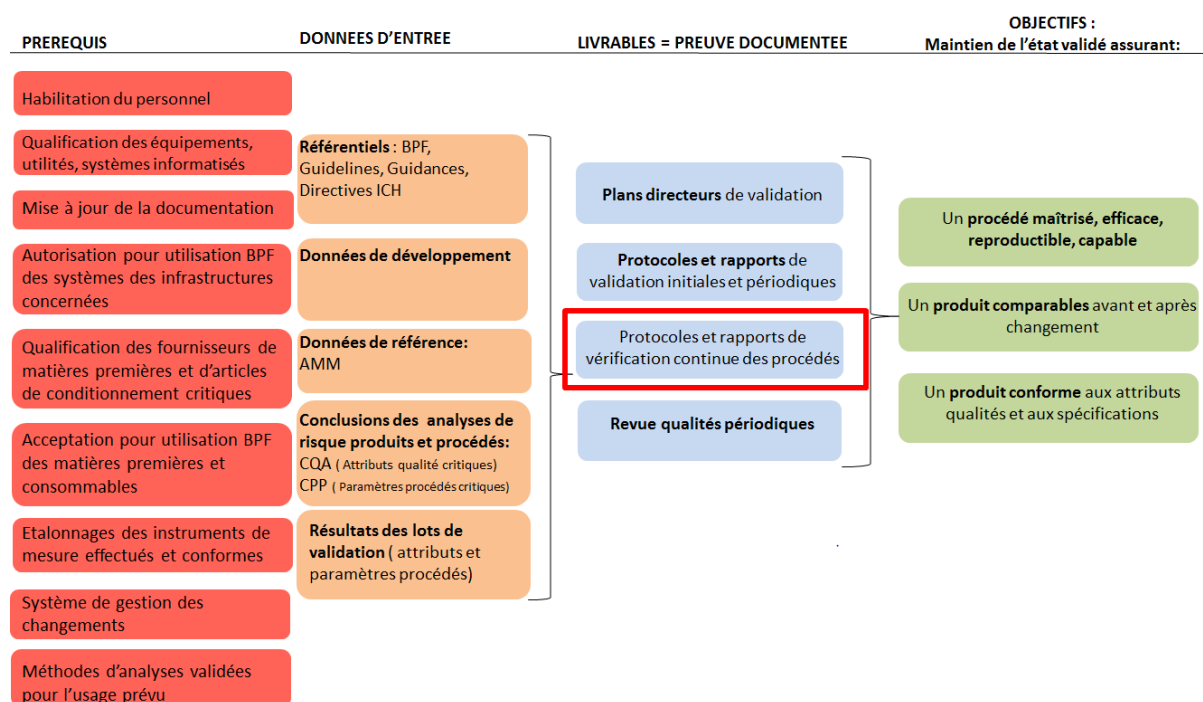 PREREQUIS
DONNEES D'ENTREE
LIVRABLES = PREUVE DOCUMENTEE
OBJECTIFS :
Maintien de l'état validé assurant:
Habilitation du personnel
Qualification des équipements,
utilités, systèmes informatisés
Mise à jour de la documentation
Autorisation pour utilisation BPF
des systèmes des infrastructures
concernées
Qualification des fournisseurs de
matières premières et d'articles
de conditionnement critiques
Acceptation pour utilisation BPF
des matières premières et
consommables
Etalonnages des instruments de
mesure effectués et conformes
Système de gestion des
changements
Méthodes d'analyses validées
pour l'usage prévu
Référentiels : BPF,
Guidelines, Guidances,
Directives ICH
Données de développement
Données de référence:
AMM
Conclusions des analyses de
risque produits et procédés:
CQA ( Attributs qualité critiques)
CPP ( Paramètres procédés critiques)
Résultats des lots de
validation ( attributs et
paramètres procédés)
Plans directeurs de validation
Protocoles et rapports de
validation initiales et périodiques
Protocoles et rapports de
vérification continue des procédés
Revue qualités périodiques
Un procédé maîtrisé, efficace,
reproductible, capable
Un produit comparables avant et après
changement
Un produit conforme aux attributs
qualités et aux spécifications